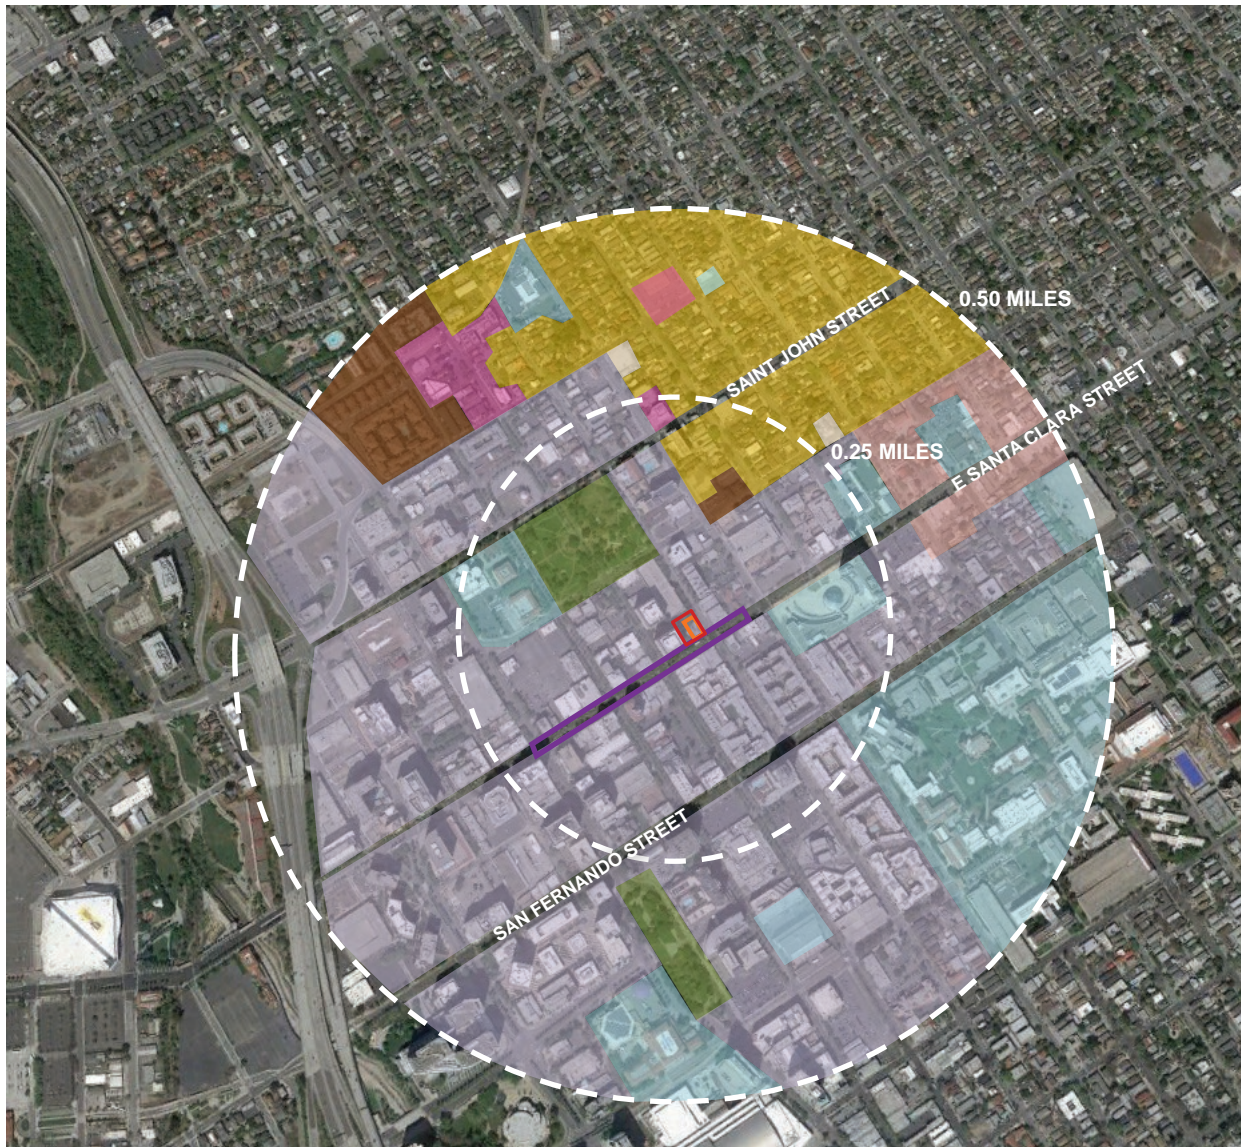 0.50 MILES
SAINT JOHN STREET
E SANTA CLARA STREET
0.25 MILES
SAN FERNANDO STREET